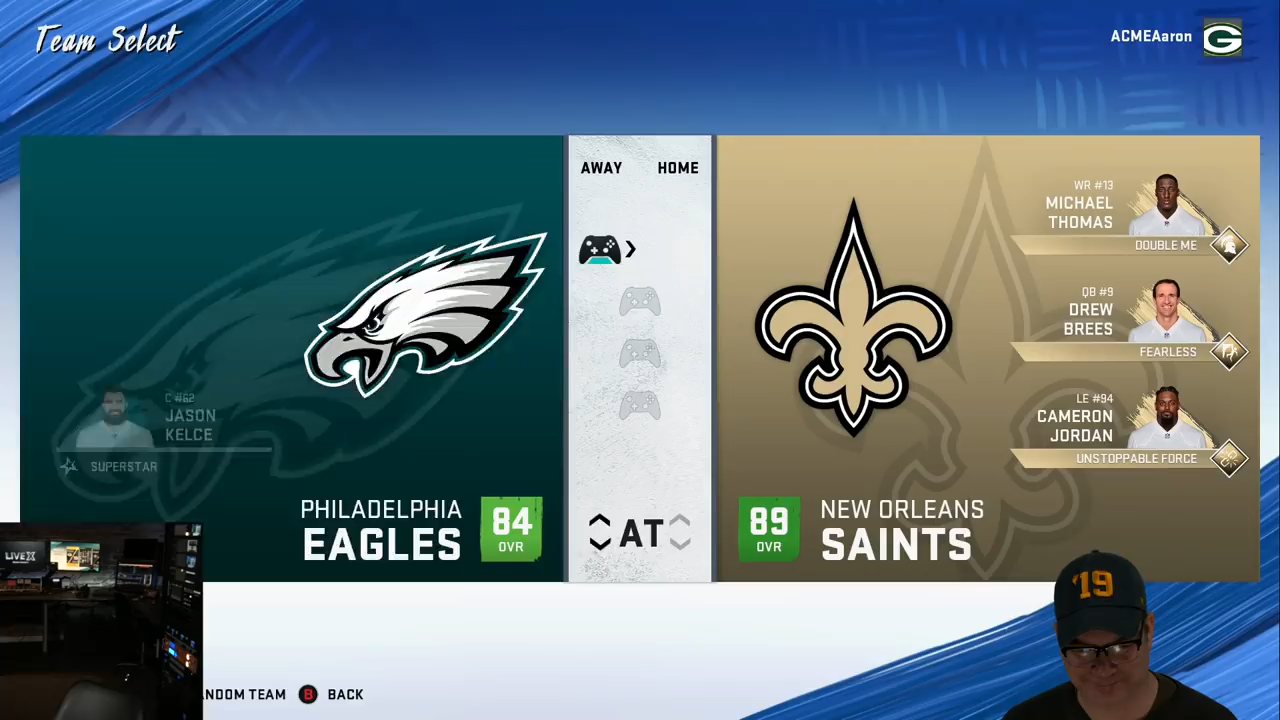 Team Select
ACMEAaron
G
AWAY
HOME
WR #13
MICHAEL
THOMAS
DOUBLE ME
QB #9
DREW
BREES
FEARLESS
LE #94
CAMERON
JORDAN
UNSTOPPABLE FORCE
C #62
JASON
KELCE
SUPERSTAR
PHILADELPHIA
EAGLES
84
OVR
AT
89
OVR
NEW ORLEANS
SAINTS
LIVEX
'19
ANDOM TEAM
B BACK